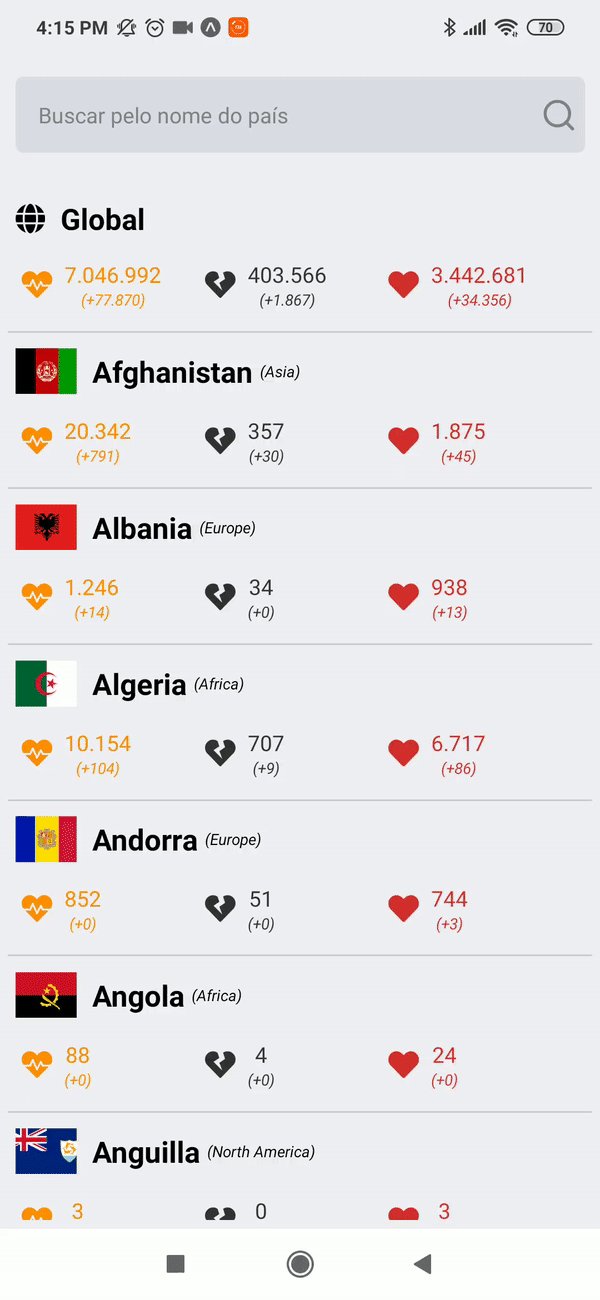 4:15 PM 70
Buscar pelo nome do país
Global
7.046.992 403.566 3.442.681
(+77.870) (+1.867) (+34.356)
Afghanistan (Asia)
20.342 357 1.875
(+791) (+30) (+45)
Albania (Europe)
1.246 34 938
(+14) (+0) (+13)
Algeria (Africa)
10.154 707 6.717
(+104) (+9) (+86)
Andorra (Europe)
852 51 744
(+0) (+0) (+3)
Angola (Africa)
88 4 24
(+0) (+0) (+0)
Anguilla (North America)
3 0 3